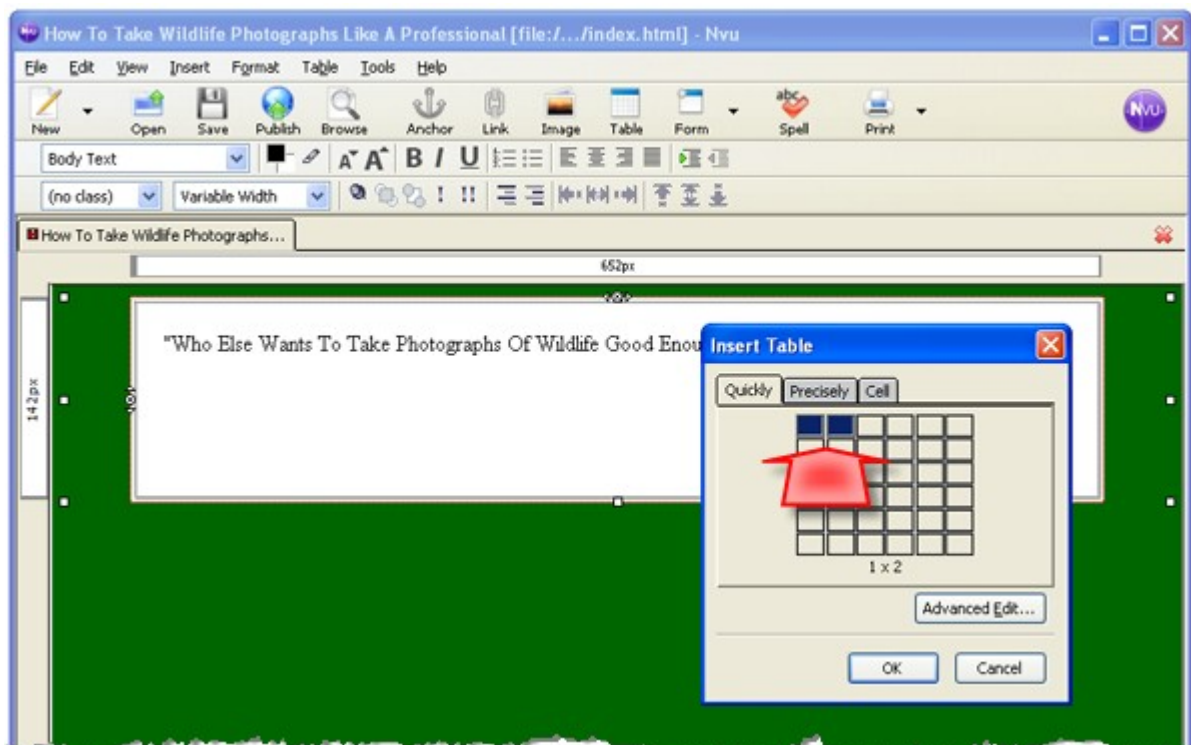 How To Take Wildlife Photographs Like A Professional [file:/.../index.html] - Nvu
File Edit View Insert Format Table Tools Help
New Open Save Publish Browse Anchor Link Image Table Form Spell Print
Nvu
Body Text
(no class) Variable Width
How To Take Wildlife Photographs...
652px
142px
"Who Else Wants To Take Photographs Of Wildlife Good Enou
Insert Table
Quickly Precisely Cell
1 x 2
Advanced Edit...
OK Cancel